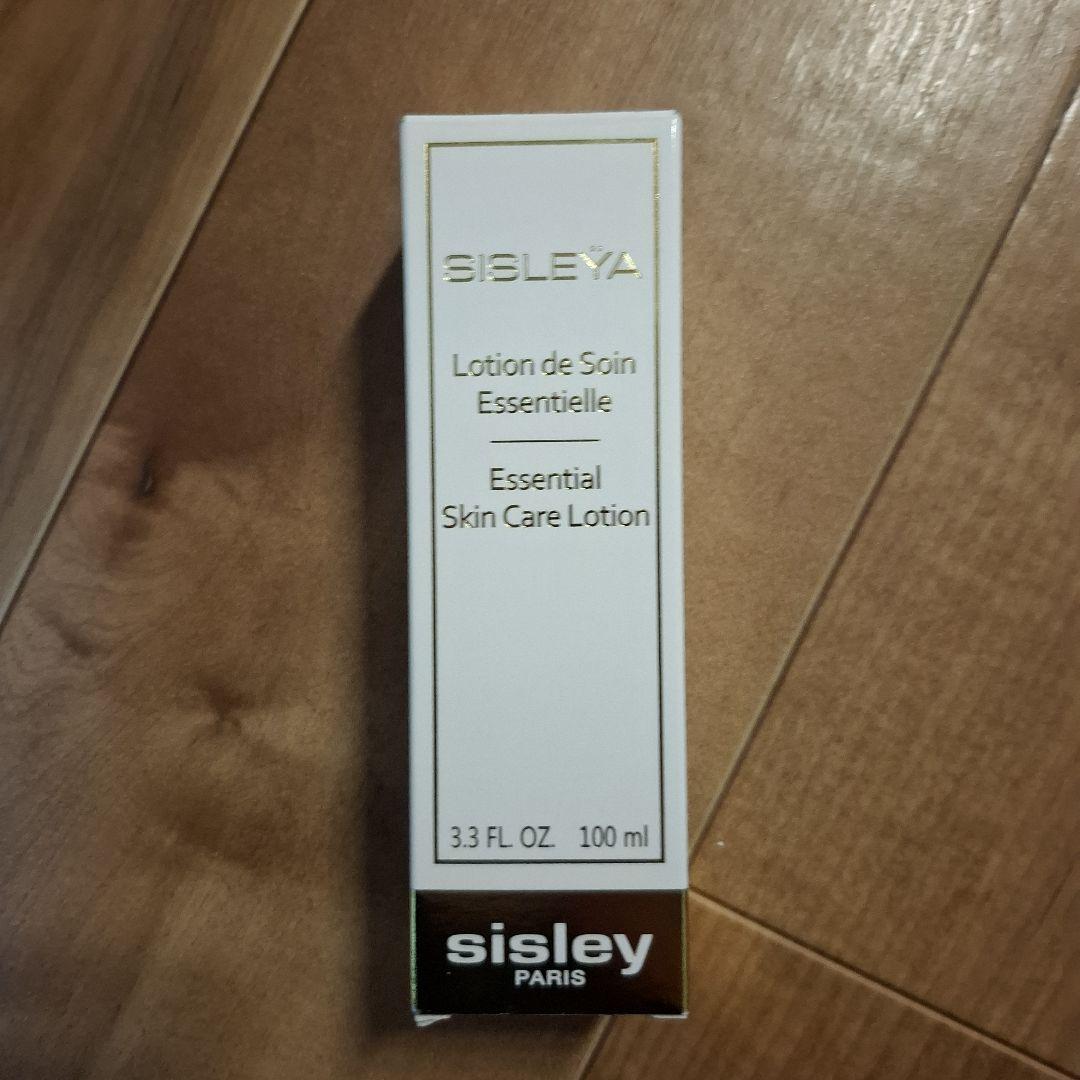 SISLEŸA
Lotion de Soin
Essentielle
Essential
Skin Care Lotion
3.3 FL. OZ. 100 ml
sisley
PARIS